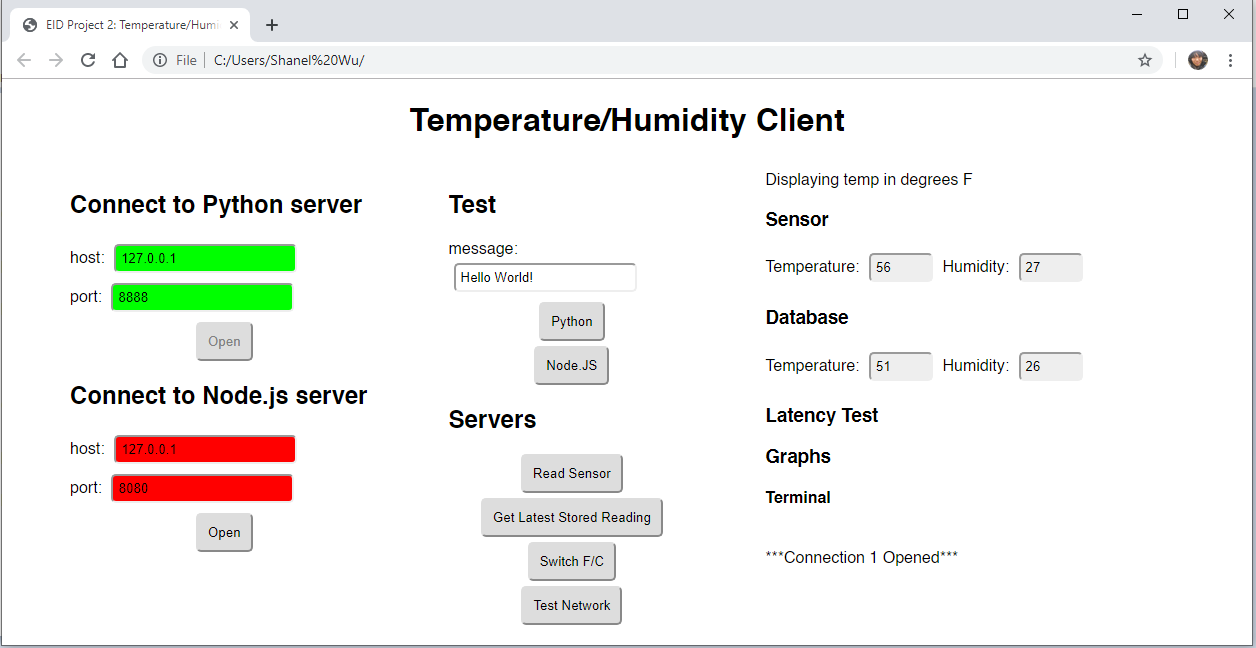 EID Project 2: Temperature/Humi
File
C:/Users/Shanel%20Wu/
Temperature/Humidity Client
Connect to Python server
host: 127.0.0.1
port: 8888
Open
Connect to Node.js server
host: 127.0.0.1
port: 8080
Open
Test
message:
Hello World!
Python
Node.JS
Servers
Read Sensor
Get Latest Stored Reading
Switch F/C
Test Network
Displaying temp in degrees F
Sensor
Temperature: 56 Humidity: 27
Database
Temperature: 51 Humidity: 26
Latency Test
Graphs
Terminal
***Connection 1 Opened***